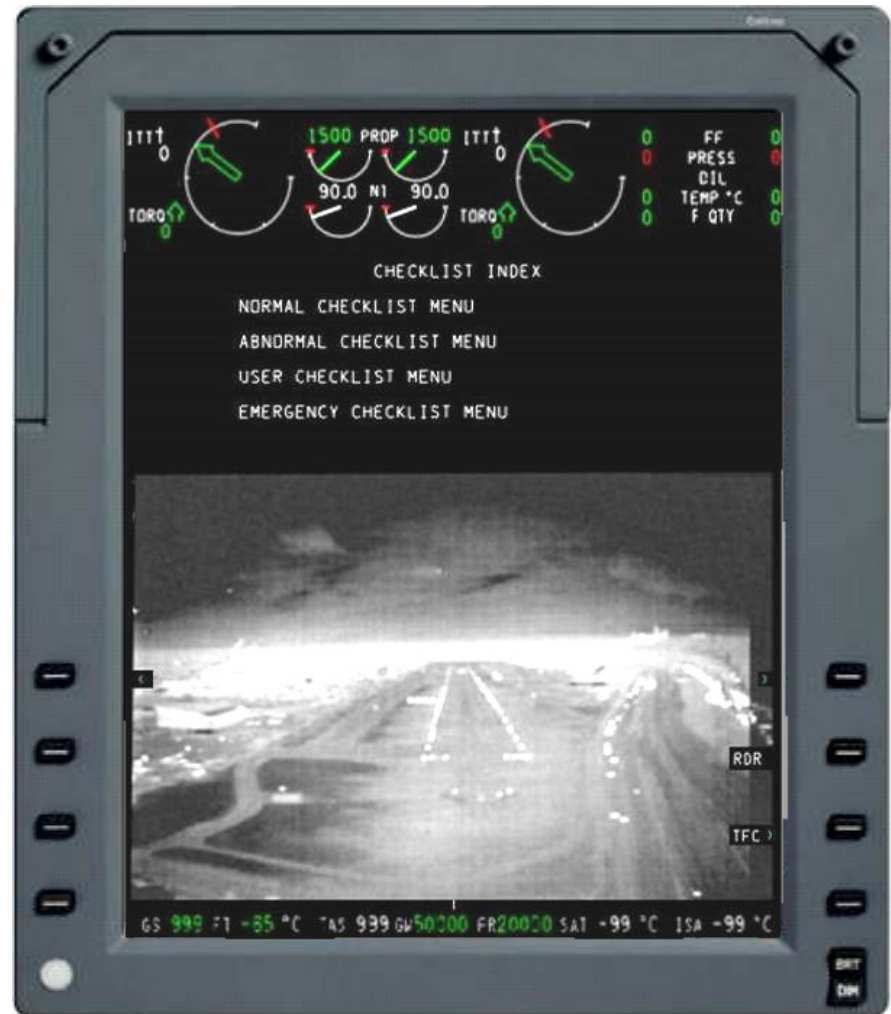 Collins
ITT† 1500 PROP 1500 ITT† 0 FF 0
0 0 0 PRESS 0
OIL
90.0 N1 90.0 0 TEMP °C 0
TORQ TORQ 0 F QTY 0
0 0
CHECKLIST INDEX
NORMAL CHECKLIST MENU
ABNORMAL CHECKLIST MENU
USER CHECKLIST MENU
EMERGENCY CHECKLIST MENU
< >
RDR
TFC >
GS 999 FT -85 °C TAS 999 GW50000 FR20000 SAT -99 °C ISA -99 °C
BRT
DIM